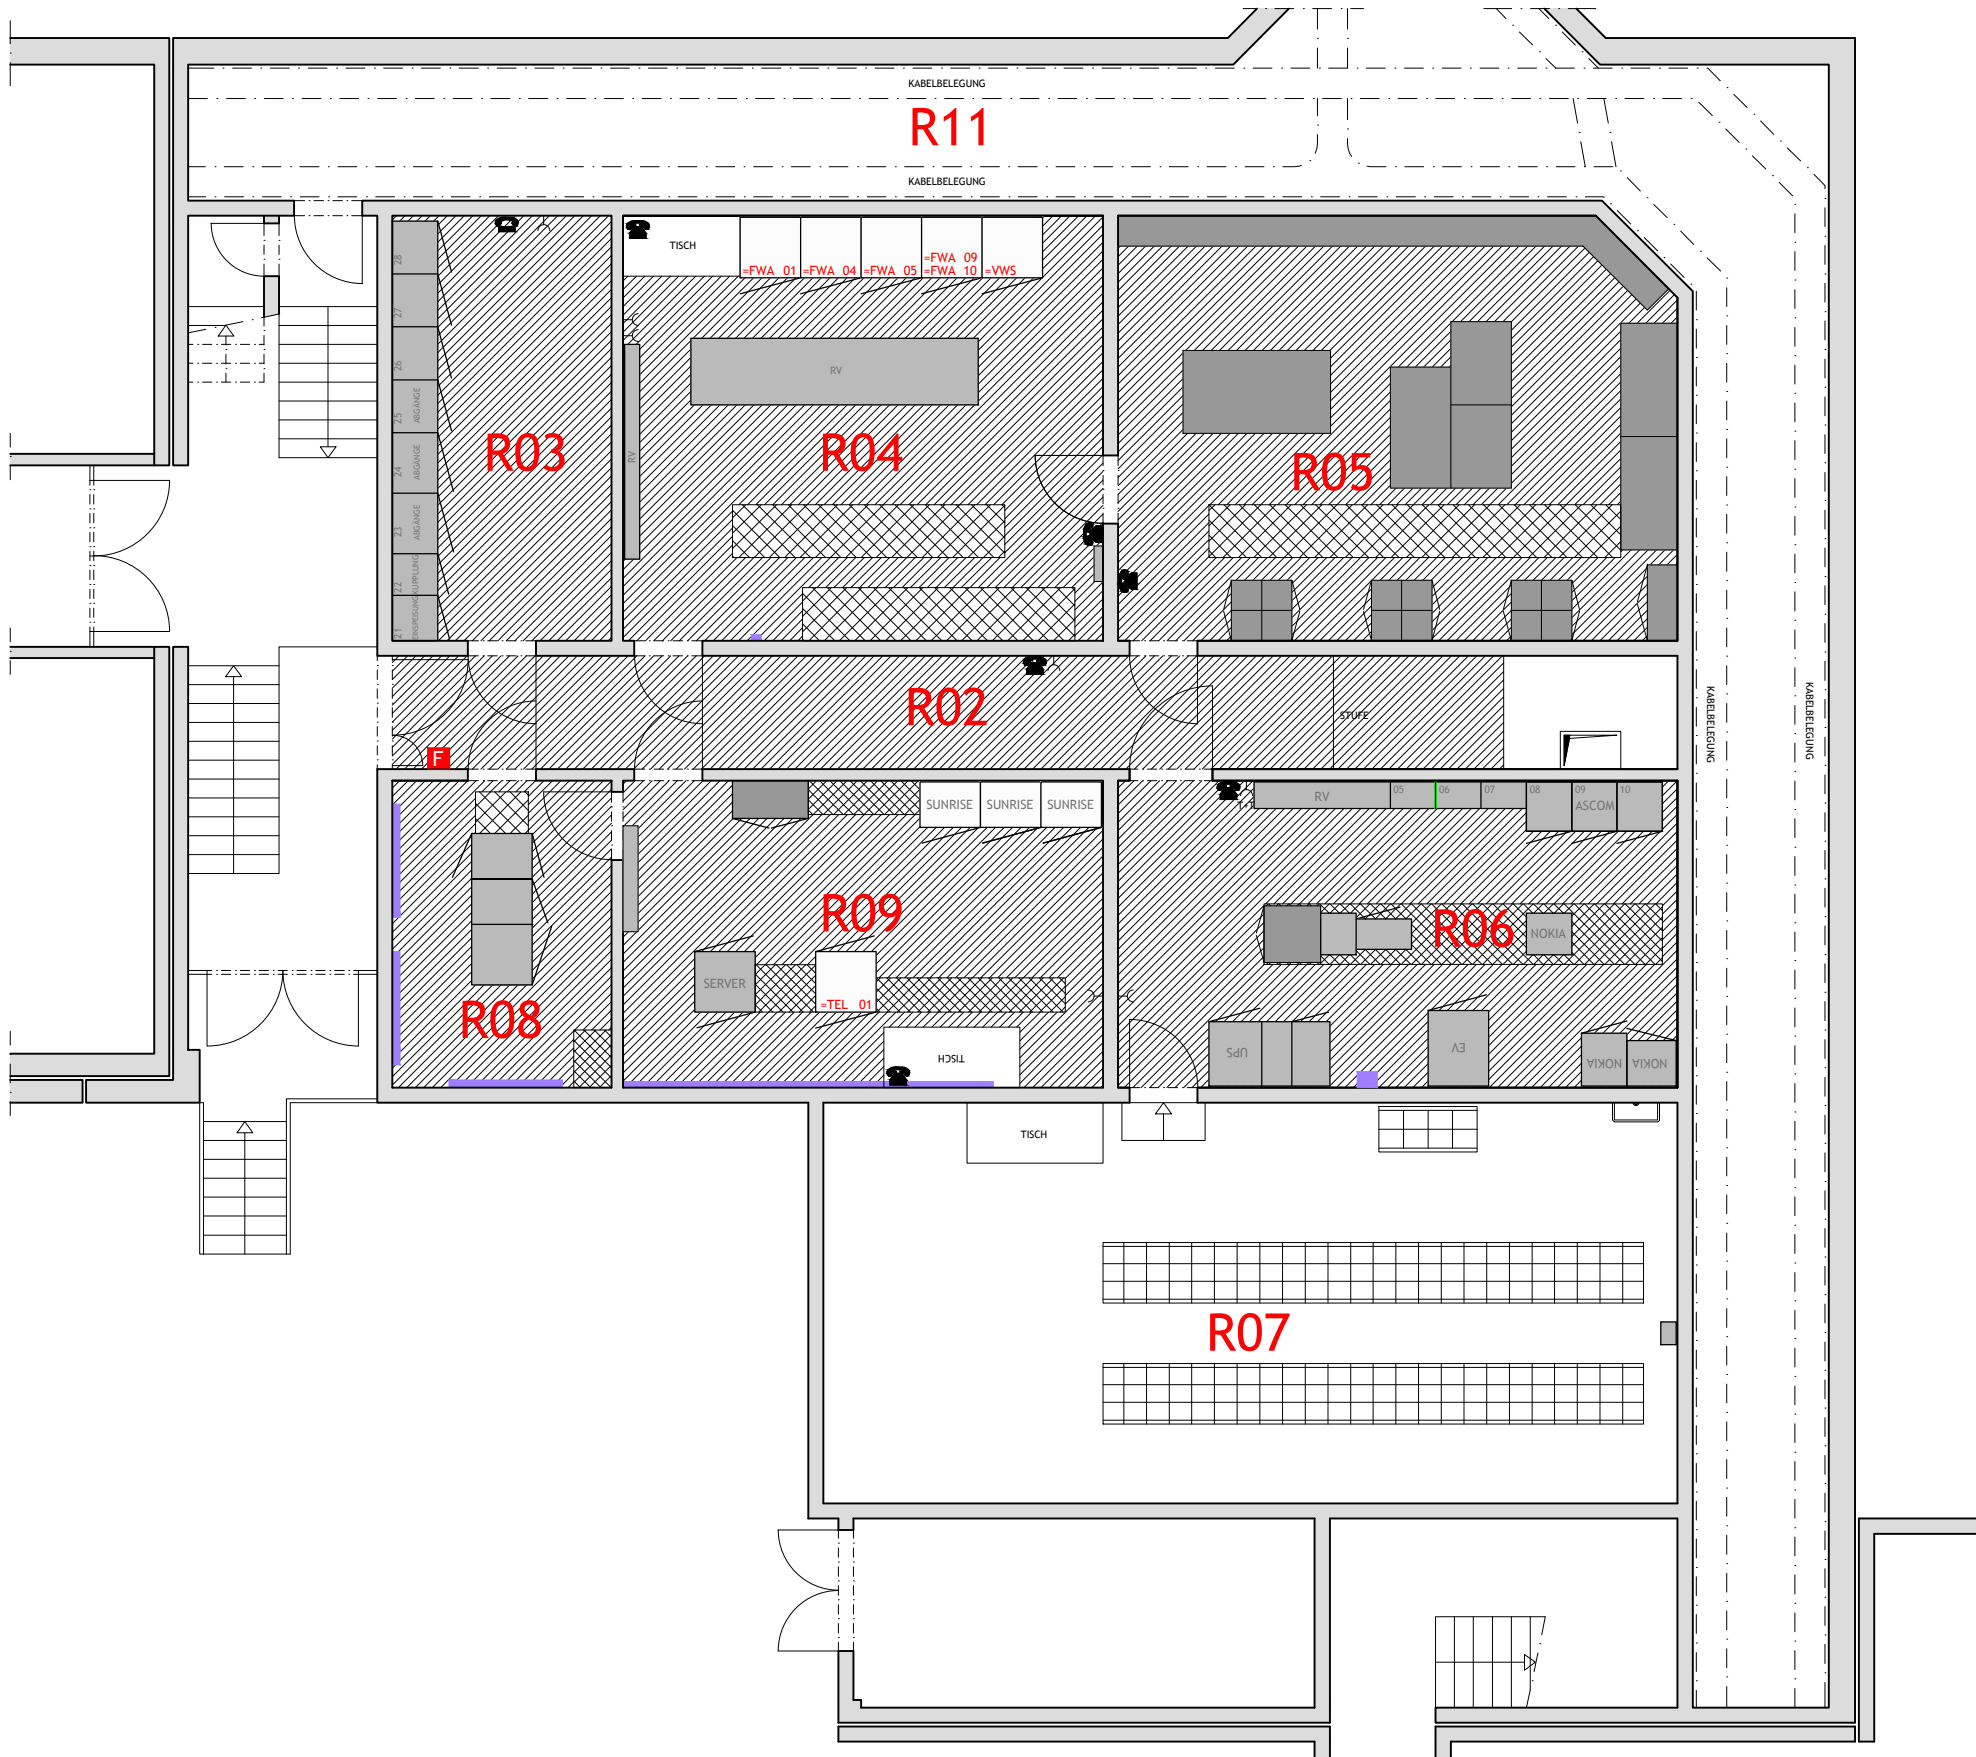 KABELBELEGUNG
R11
KABELBELEGUNG
TISCH
=FWA 01
=FWA 04
=FWA 05
=FWA 09
=FWA 10
=VWS
28
27
26
25 ABGÄNGE
24 ABGÄNGE
23 ABGÄNGE
22 KUPPLUNG
21 EINSPEISUNG
R03
RV
RV
R04
R05
R02
STUFE
F
KABELBELEGUNG
KABELBELEGUNG
R08
SUNRISE
SUNRISE
SUNRISE
R09
SERVER
=TEL 01
TISCH
T+T
RV
05
06
07
08
09
10
ASCOM
R06
NOKIA
UPS
EV
NOKIA
NOKIA
TISCH
R07